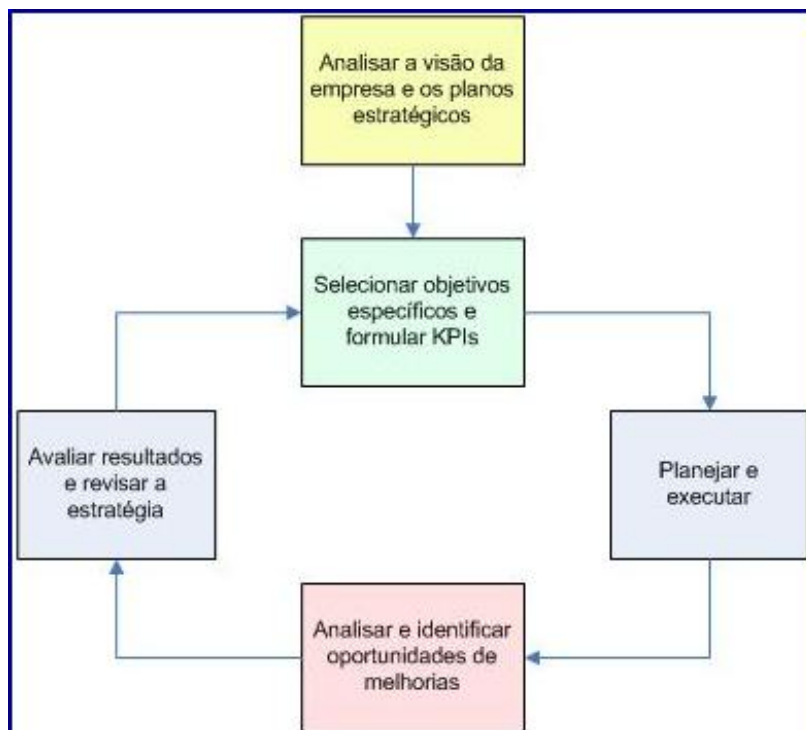 Analisar a visão da
empresa e os planos
estratégicos
Selecionar objetivos
específicos e
formular KPIs
Avaliar resultados
e revisar a
estratégia
Planejar e
executar
Analisar e identificar
oportunidades de
melhorias